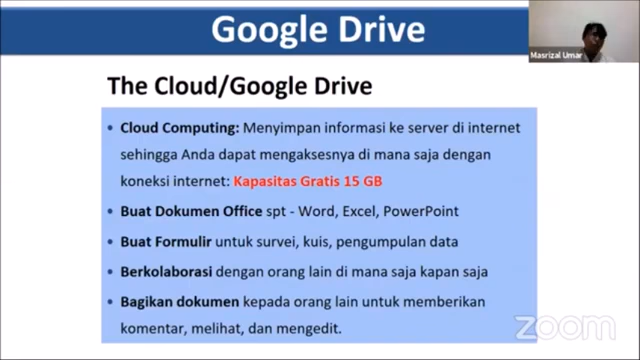 Google Drive
Masrizal Umar
The Cloud/Google Drive
• Cloud Computing: Menyimpan informasi ke server di internet
sehingga Anda dapat mengaksesnya di mana saja dengan
koneksi internet: Kapasitas Gratis 15 GB
• Buat Dokumen Office spt - Word, Excel, PowerPoint
• Buat Formulir untuk survei, kuis, pengumpulan data
• Berkolaborasi dengan orang lain di mana saja kapan saja
• Bagikan dokumen kepada orang lain untuk memberikan
komentar, melihat, dan mengedit.
zoom